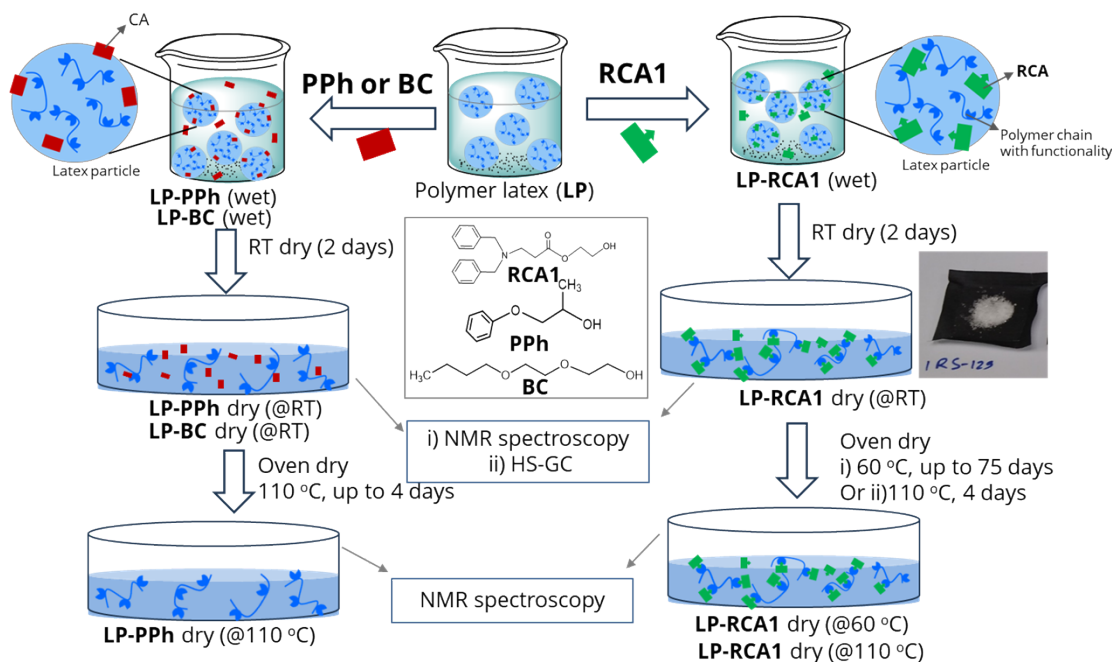 CA
Latex particle
PPh or BC
RCA1
RCA
Polymer chain
with functionality
Latex particle
LP-PPh (wet)
LP-BC (wet)
Polymer latex (LP)
LP-RCA1 (wet)
RT dry (2 days)
RT dry (2 days)
N
O
O
OH
RCA1
CH₃
O
OH
PPh
H₃C
O
O
OH
BC
1 RS-123
LP-PPh dry (@RT)
LP-BC dry (@RT)
LP-RCA1 dry (@RT)
i) NMR spectroscopy
ii) HS-GC
Oven dry
110 °C, up to 4 days
Oven dry
i) 60 °C, up to 75 days
Or ii)110 °C, 4 days
NMR spectroscopy
LP-PPh dry (@110 °C)
LP-RCA1 dry (@60 °C)
LP-RCA1 dry (@110 °C)